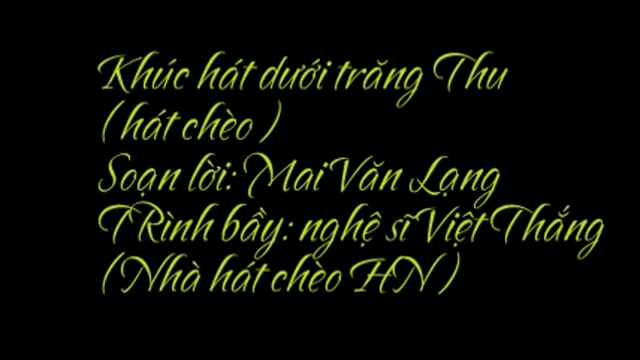 Khúc hát dưới trăng Thu
( hát chèo )
Soạn lời: Mai Văn Lạng
TRình bầy: nghệ sĩ Việt Thắng
(Nhà hát chèo HN )